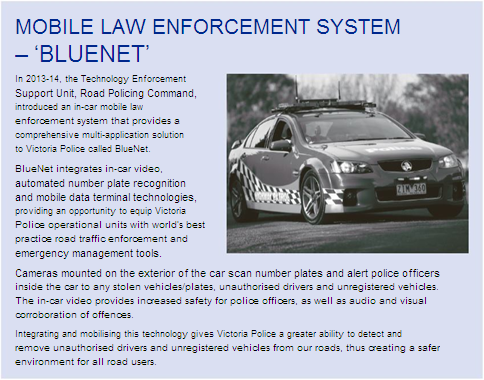 MOBILE LAW ENFORCEMENT SYSTEM
– ‘BLUENET’
In 2013-14, the Technology Enforcement
Support Unit, Road Policing Command,
introduced an in-car mobile law
enforcement system that provides a
comprehensive multi-application solution
to Victoria Police called BlueNet.
BlueNet integrates in-car video,
automated number plate recognition
and mobile data terminal technologies,
providing an opportunity to equip Victoria
Police operational units with world's best
practice road traffic enforcement and
emergency management tools.
Cameras mounted on the exterior of the car scan number plates and alert police officers
inside the car to any stolen vehicles/plates, unauthorised drivers and unregistered vehicles.
The in-car video provides increased safety for police officers, as well as audio and visual
corroboration of offences.
Integrating and mobilising this technology gives Victoria Police a greater ability to detect and
remove unauthorised drivers and unregistered vehicles from our roads, thus creating a safer
environment for all road users.